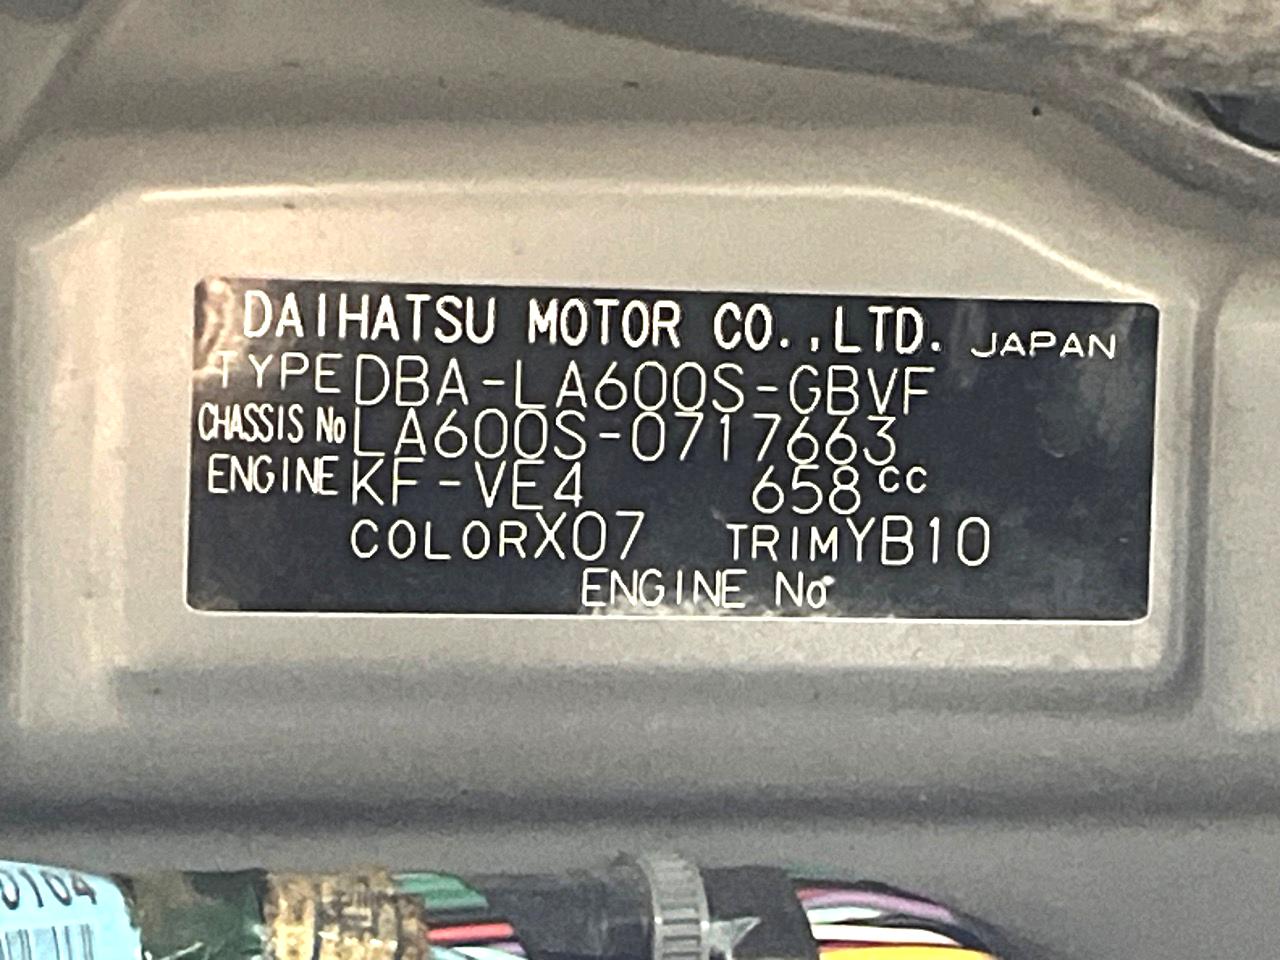 DAIHATSU MOTOR CO.,LTD. JAPAN
TYPE DBA-LA600S-GBVF
CHASSIS No LA600S-0717663
ENGINE KF-VE4 658cc
COLOR X07 TRIM YB10
ENGINE No
0104